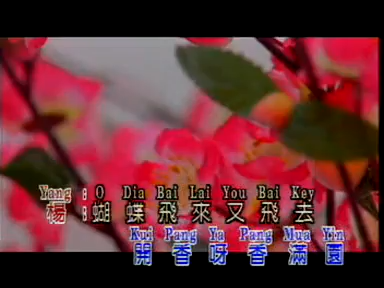 Yang : O Dia Bai Lai You Bai Key
楊 : 蝴 蝶 飛 來 又 飛 去
Kui Pang Ya Pang Mua Yin
開 香 呀 香 滿 園